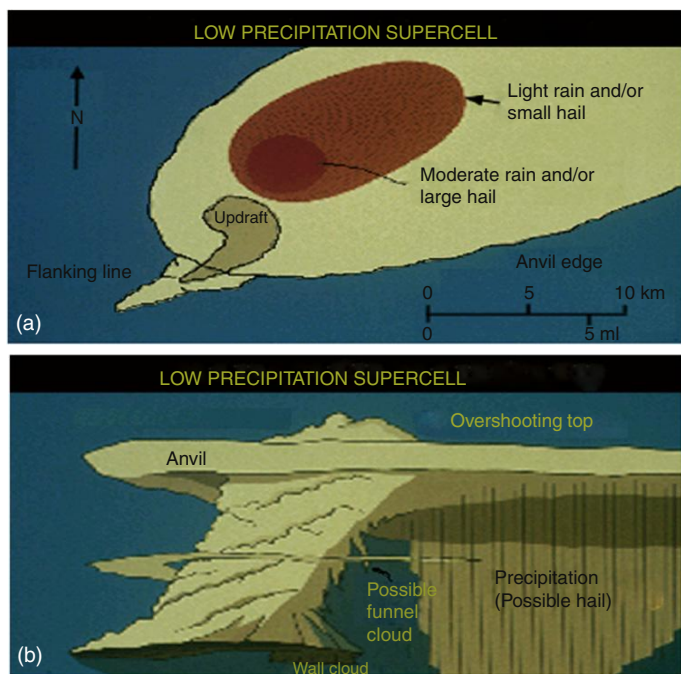 LOW PRECIPITATION SUPERCELL
N
Light rain and/or
small hail
Moderate rain and/or
large hail
Updraft
Flanking line
Anvil edge
0 5 10 km
0 5 ml
(a)
LOW PRECIPITATION SUPERCELL
Overshooting top
Anvil
Precipitation
(Possible hail)
Possible
funnel
cloud
Wall cloud
(b)